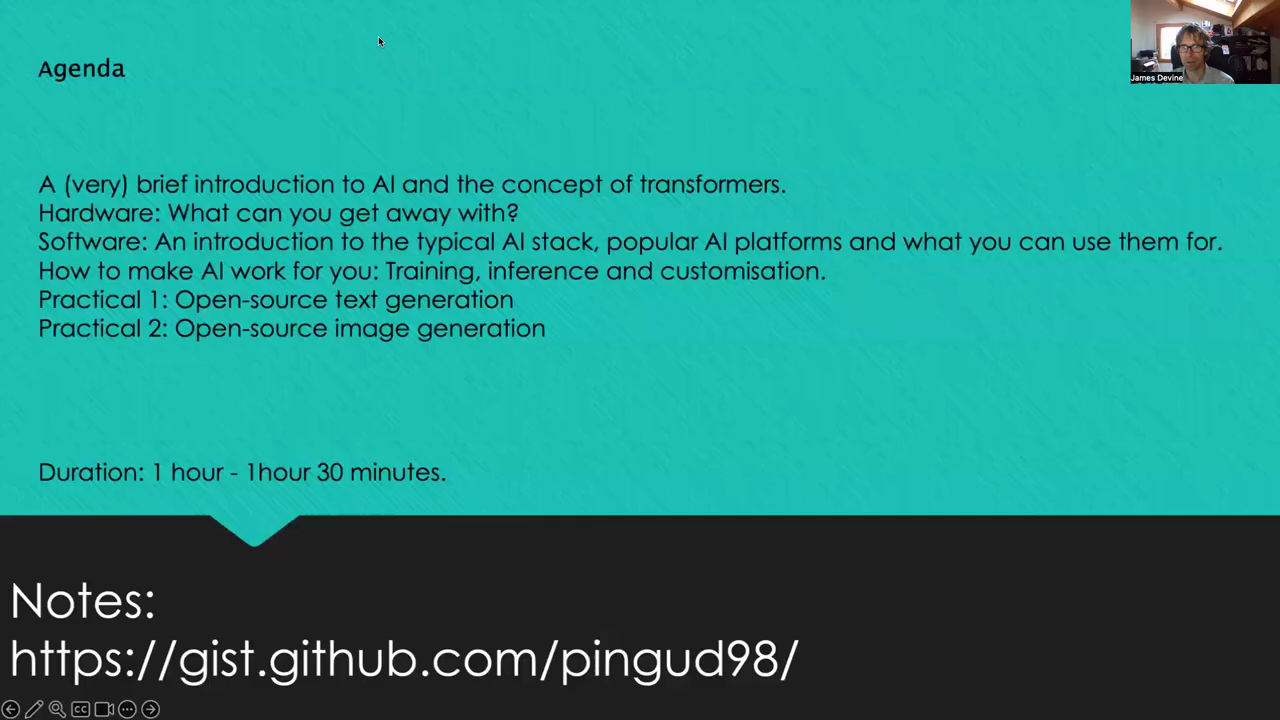 James Devine
Agenda
A (very) brief introduction to AI and the concept of transformers.
Hardware: What can you get away with?
Software: An introduction to the typical AI stack, popular AI platforms and what you can use them for.
How to make AI work for you: Training, inference and customisation.
Practical 1: Open-source text generation
Practical 2: Open-source image generation
Duration: 1 hour - 1hour 30 minutes.
Notes:
https://gist.github.com/pingud98/
CC